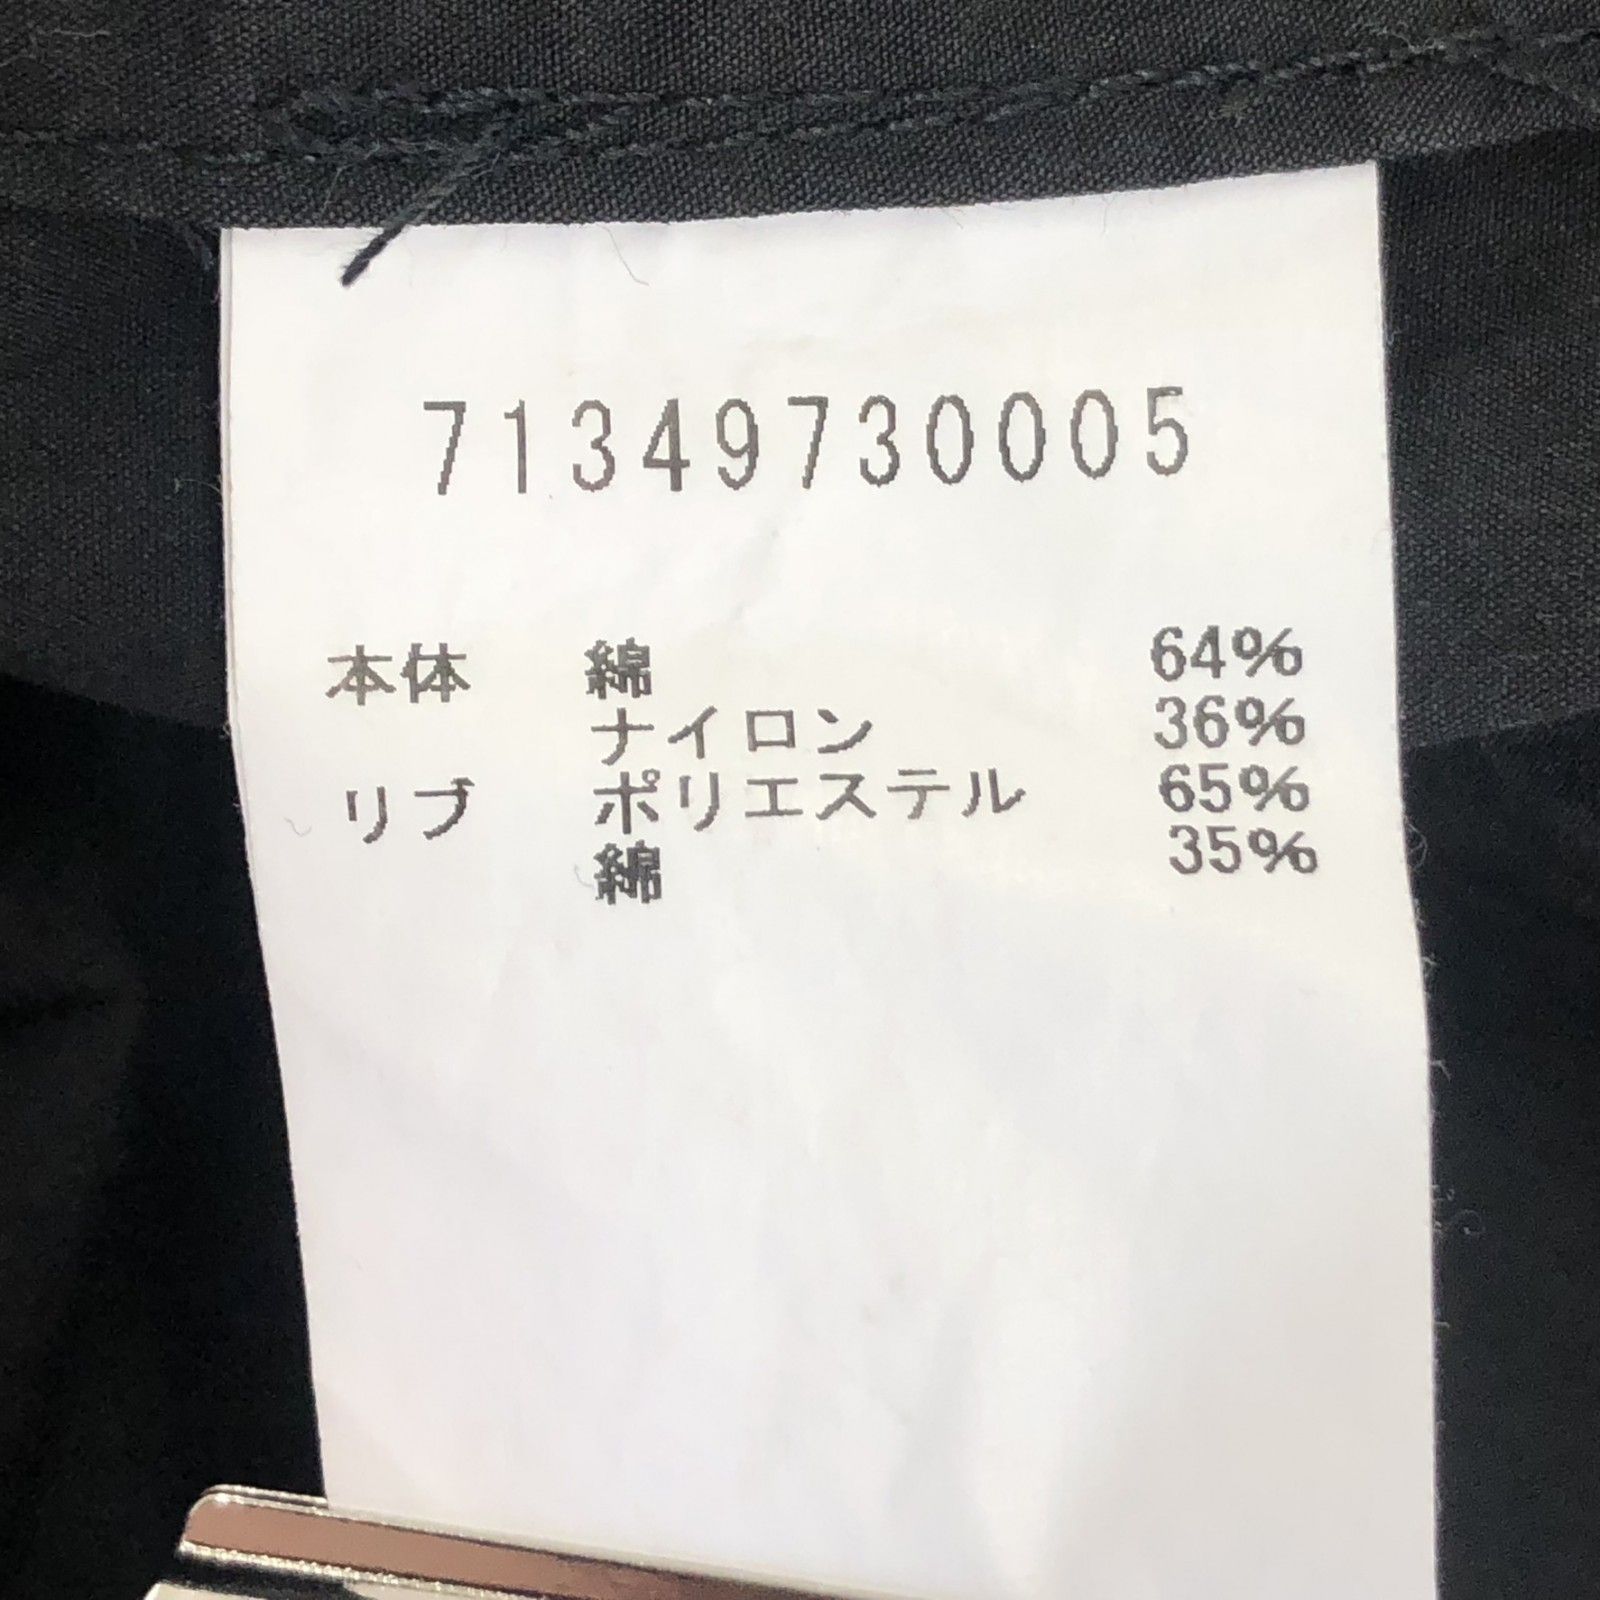 71349730005
本体 綿 64%
ナイロン 36%
リブ ポリエステル 65%
綿 35%